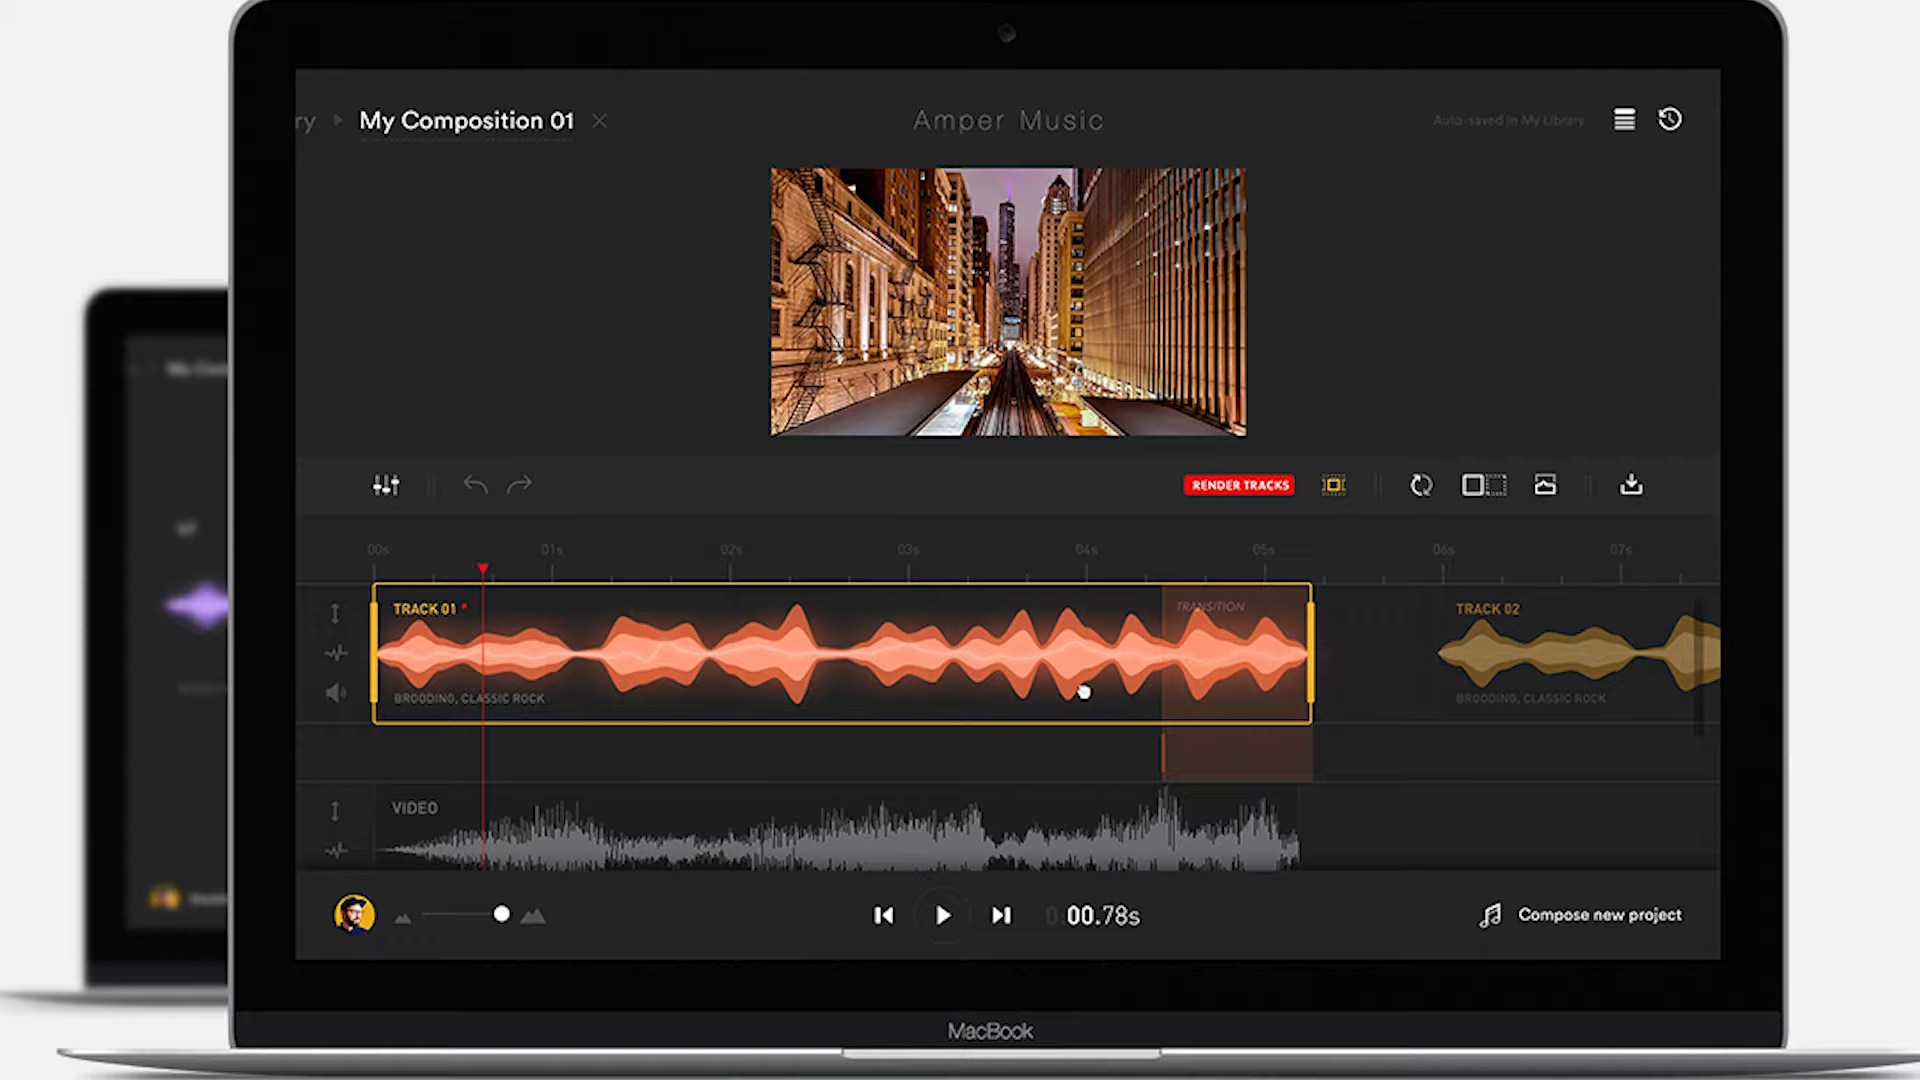 ry My Composition 01
Amper Music
Auto-saved in My Library
RENDER TRACKS
00s 01s 02s 03s 04s 05s 06s 07s
TRACK 01
TRANSITION
TRACK 02
BROODING, CLASSIC ROCK
BROODING, CLASSIC ROCK
VIDEO
0:00.78s
Compose new project
MacBook